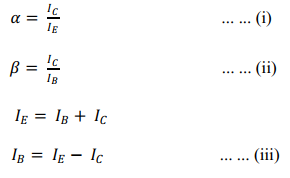 α = I_C / I_E ... ... (i)
β = I_C / I_B ... ... (ii)
I_E = I_B + I_C
I_B = I_E − I_C ... ... (iii)